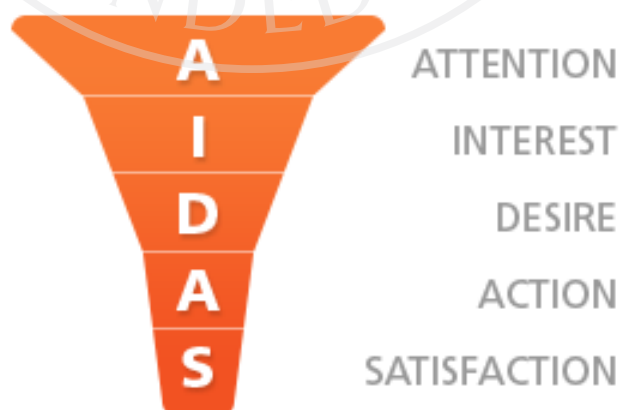 A ATTENTION
I INTEREST
D DESIRE
A ACTION
S SATISFACTION